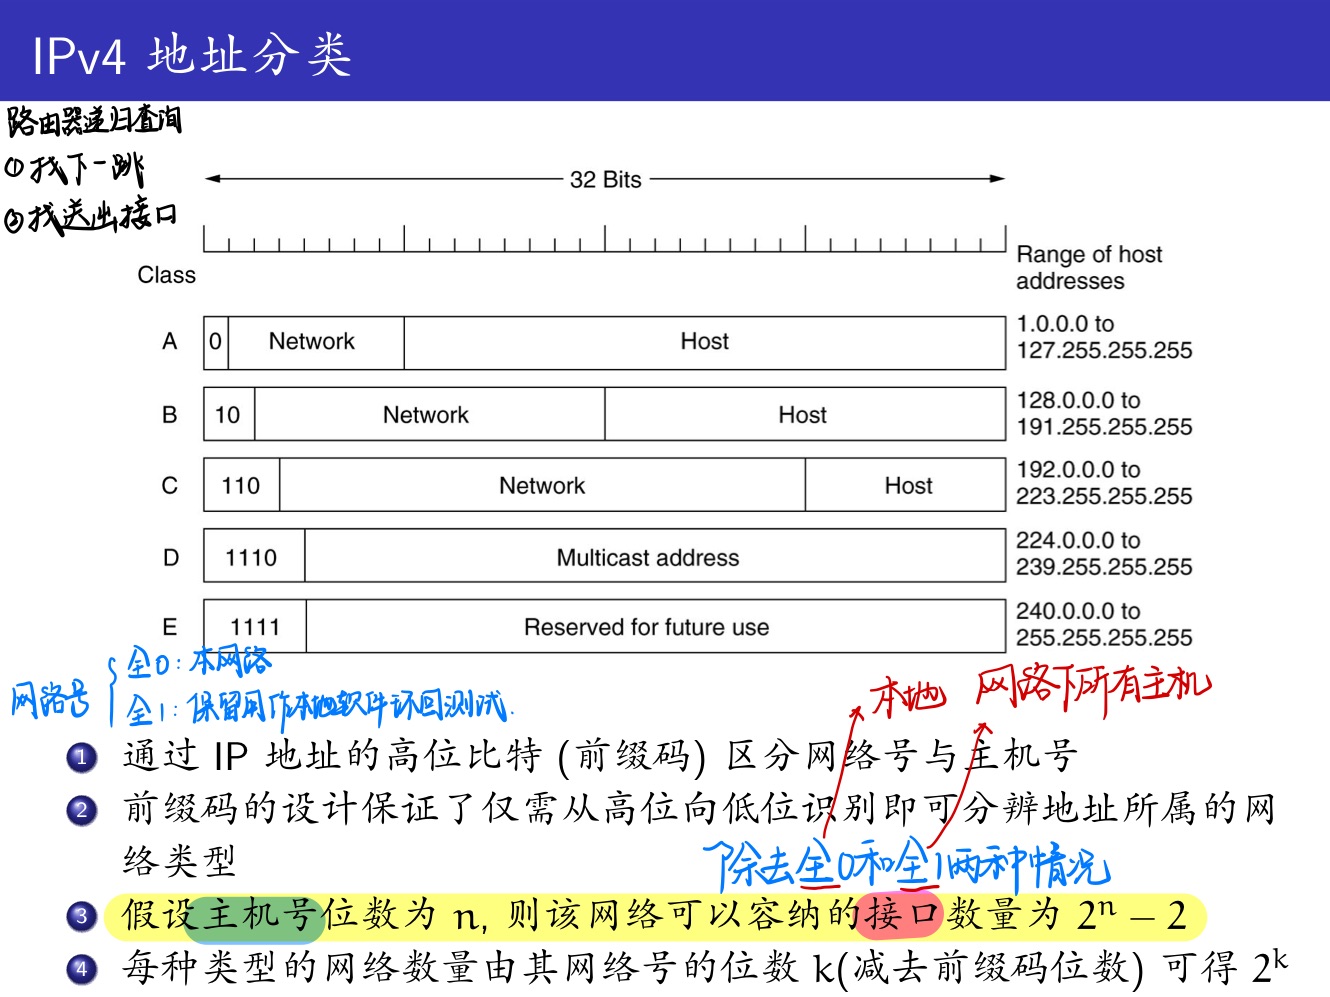 IPv4 地址分类
路由器递归查询
①找下一跳
②找送出接口
32 Bits
Range of host
addresses
Class
A
0
Network
Host
1.0.0.0 to
127.255.255.255
B
10
Network
Host
128.0.0.0 to
191.255.255.255
C
110
Network
Host
192.0.0.0 to
223.255.255.255
D
1110
Multicast address
224.0.0.0 to
239.255.255.255
E
1111
Reserved for future use
240.0.0.0 to
255.255.255.255
网络号
全0：本网络
全1：保留用作本地软件环回测试.
本地
网络下所有主机
1 通过 IP 地址的高位比特 (前缀码) 区分网络号与主机号
2 前缀码的设计保证了仅需从高位向低位识别即可分辨地址所属的网
络类型
除去全0和全1两种情况
3 假设主机号位数为 n, 则该网络可以容纳的接口数量为 2ⁿ − 2
4 每种类型的网络数量由其网络号的位数 k(减去前缀码位数) 可得 2ᵏ